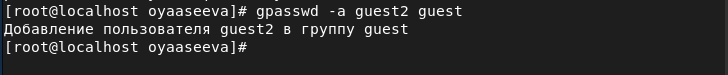 [root@localhost oyaaseeva]# gpasswd -a guest2 guest
Добавление пользователя guest2 в группу guest
[root@localhost oyaaseeva]#